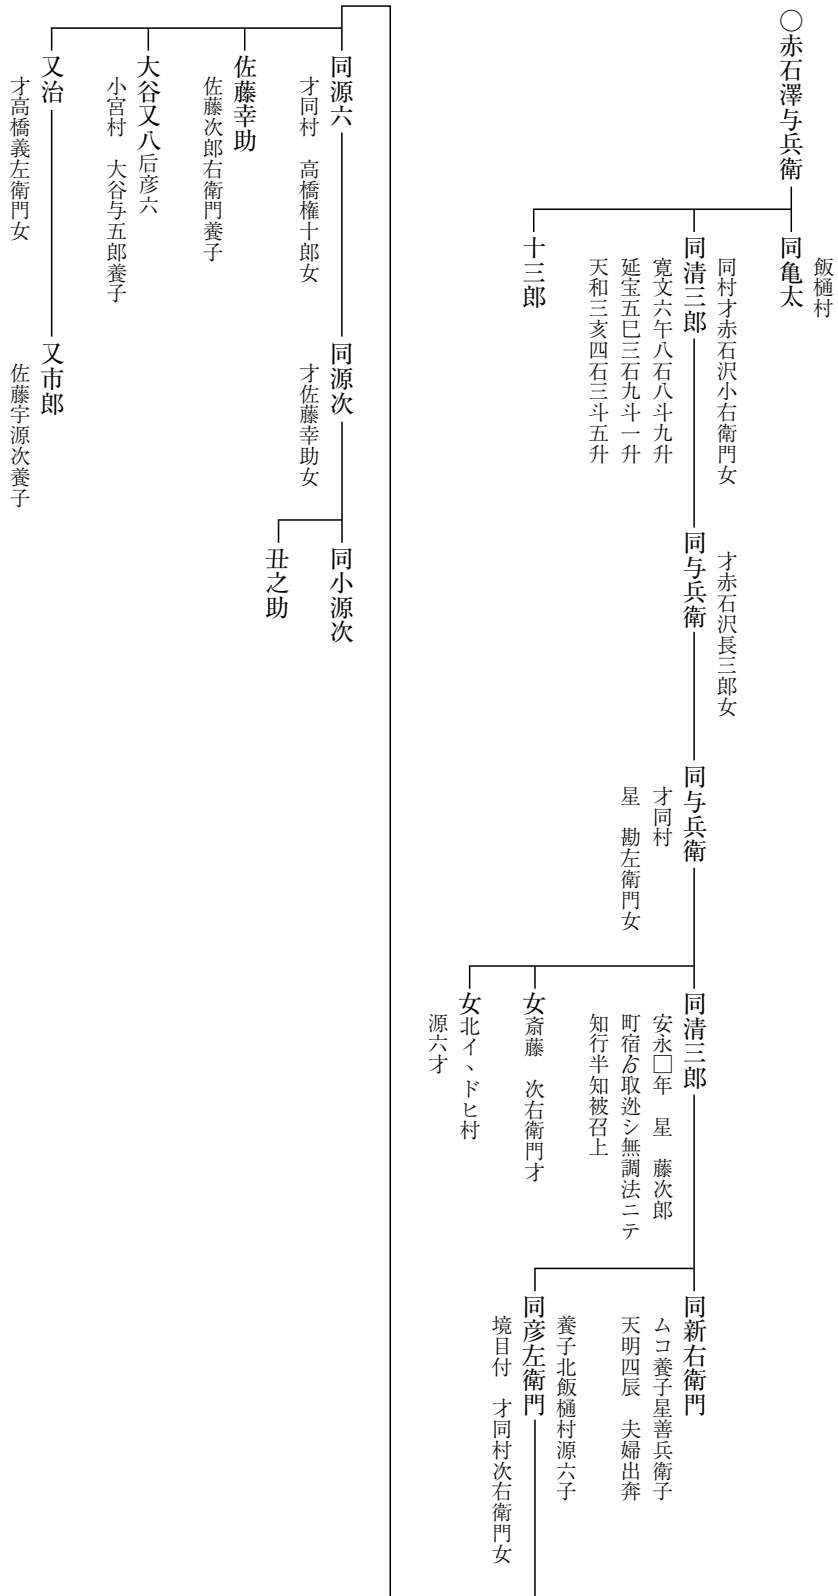 ○赤石澤与兵衛
飯樋村
同亀太
同村才赤石沢小右衛門女
同清三郎
寛文六午八石八斗九升
延宝五巳三石九斗一升
天和三亥四石三斗五升
十三郎
才赤石沢長三郎女
同与兵衛
同与兵衛
才同村
星　勘左衛門女
同清三郎
安永□年　星　藤次郎
町宿ゟ取迯シ無調法ニテ
知行半知被召上
女斎藤　次右衛門才
女北イヽドヒ村
源六才
同新右衛門
ムコ養子星善兵衛子
天明四辰　夫婦出奔
養子北飯樋村源六子
同彦左衛門
境目付　才同村次右衛門女
同源六
才同村　高橋権十郎女
同源次
才佐藤幸助女
同小源次
丑之助
佐藤幸助
佐藤次郎右衛門養子
大谷又八后彦六
小宮村　大谷与五郎養子
又治
才高橋義左衛門女
又市郎
佐藤宇源次養子